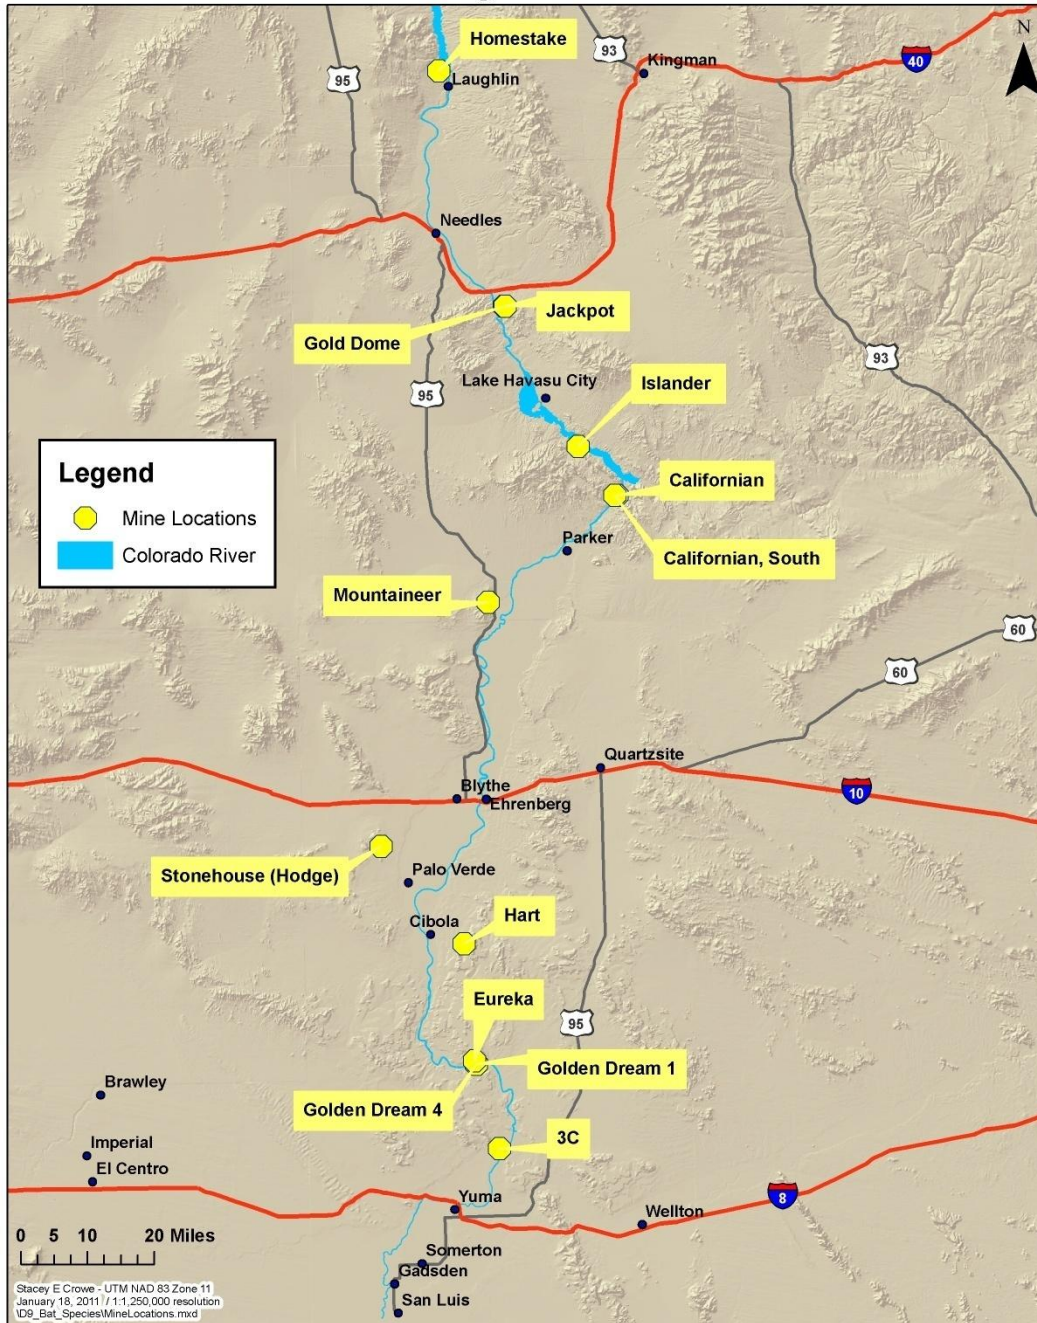 Homestake
N
93
Kingman
40
95
Laughlin
Needles
Jackpot
Gold Dome
93
Lake Havasu City
Islander
95
Legend
Mine Locations
Colorado River
Californian
Parker
Californian, South
Mountaineer
60
60
Quartzsite
Blythe
Ehrenberg
10
Stonehouse (Hodge)
Palo Verde
Cibola
Hart
Eureka
95
Golden Dream 1
Brawley
Golden Dream 4
3C
Imperial
El Centro
Yuma
8
Wellton
0 5 10 20 Miles
Somerton
Gadsden
San Luis
Stacey E Crowe - UTM NAD 83 Zone 11
January 18, 2011 / 1:1,250,000 resolution
\D9_Bat_Species\MineLocations.mxd